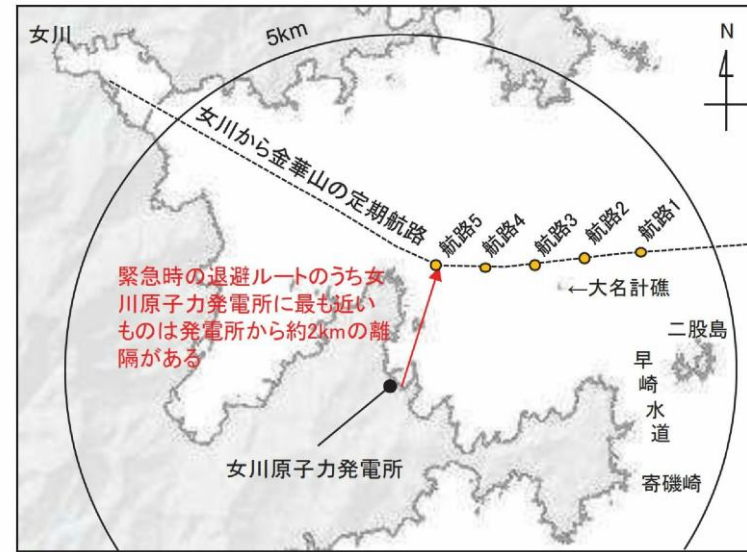 女川
5km
N
女川から金華山の定期航路
航路5
航路4
航路3
航路2
航路1
緊急時の退避ルートのうち女
川原子力発電所に最も近い
ものは発電所から約2kmの離
隔がある
←大名計礁
二股島
早崎水道
女川原子力発電所
寄磯崎